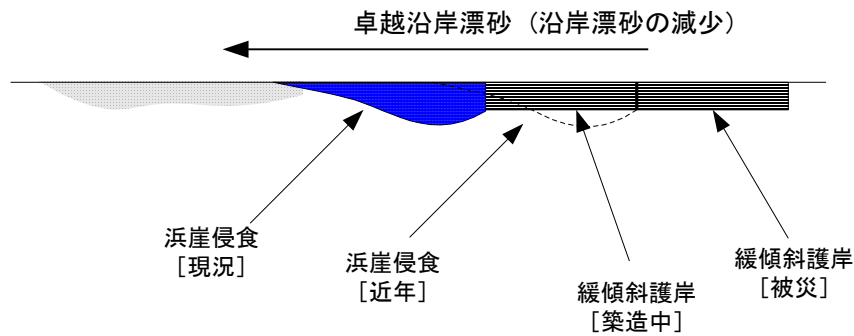 卓越沿岸漂砂（沿岸漂砂の減少）
浜崖侵食
［現況］
浜崖侵食
［近年］
緩傾斜護岸
［築造中］
緩傾斜護岸
［被災］